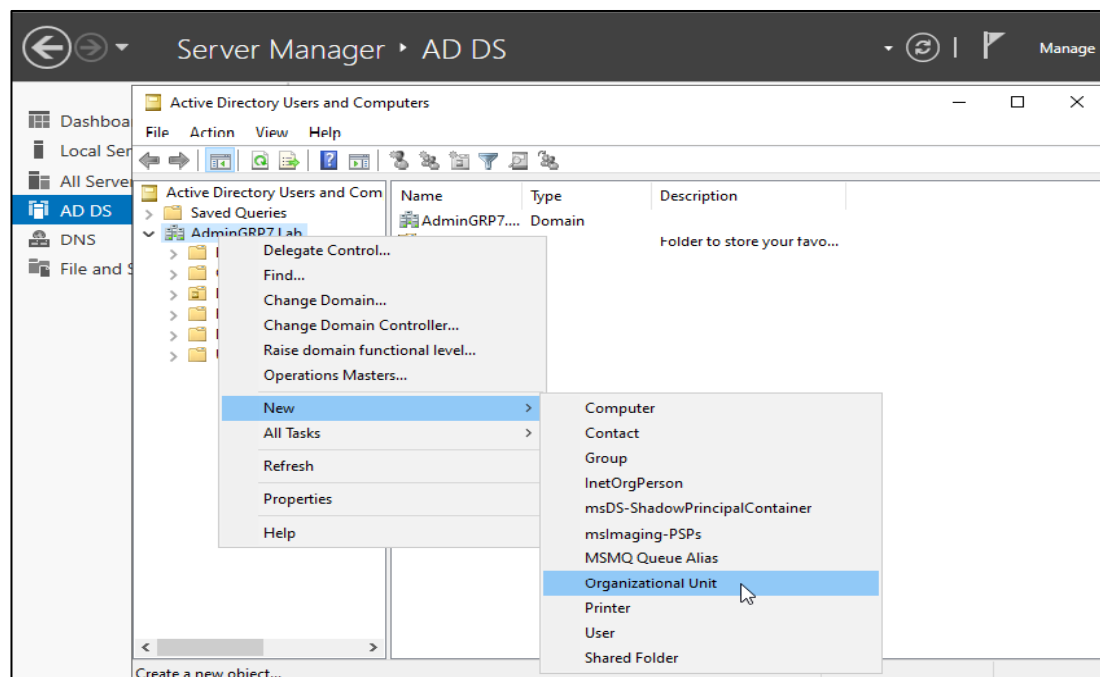 Server Manager ‣ AD DS
Manage
Active Directory Users and Computers
File Action View Help
Dashboa
Local Ser
All Server
AD DS
DNS
File and S
Active Directory Users and Com
Saved Queries
AdminGRP7.Lab
Name Type Description
AdminGRP7.... Domain
Folder to store your favo...
Delegate Control...
Find...
Change Domain...
Change Domain Controller...
Raise domain functional level...
Operations Masters...
New
All Tasks
Refresh
Properties
Help
Computer
Contact
Group
InetOrgPerson
msDS-ShadowPrincipalContainer
msImaging-PSPs
MSMQ Queue Alias
Organizational Unit
Printer
User
Shared Folder
Create a new object...